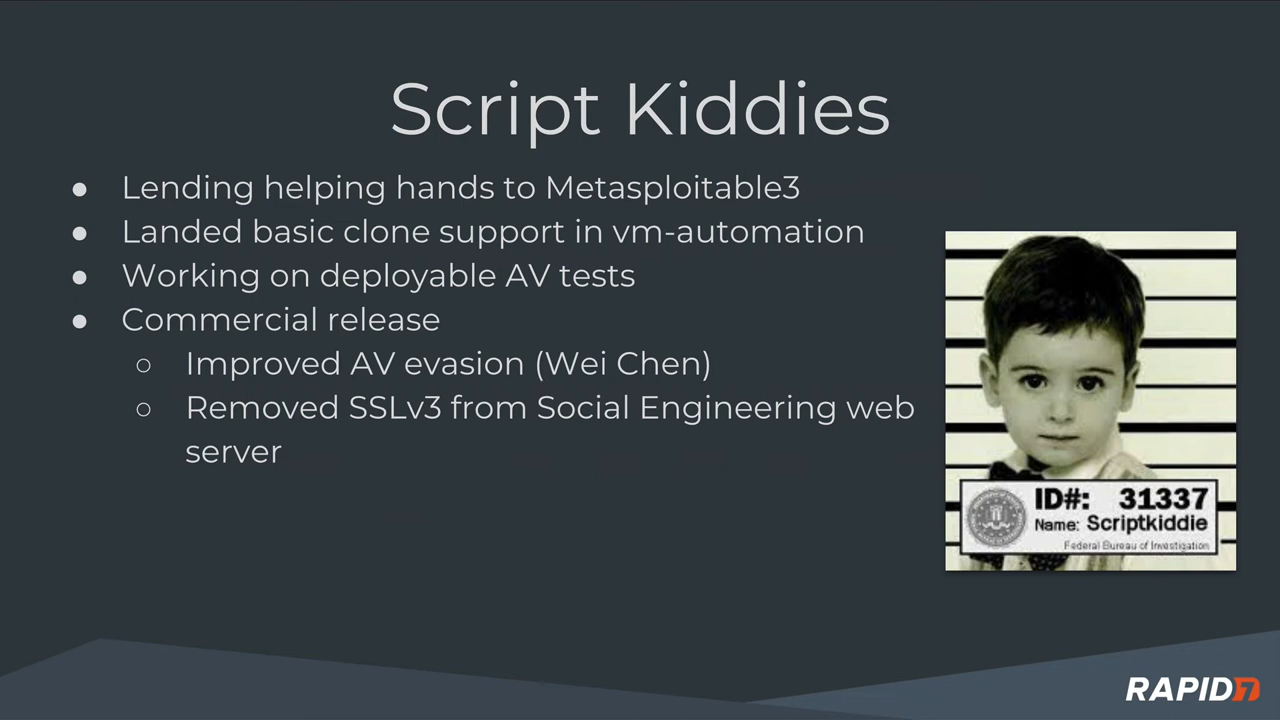 Script Kiddies
● Lending helping hands to Metasploitable3
● Landed basic clone support in vm-automation
● Working on deployable AV tests
● Commercial release
○ Improved AV evasion (Wei Chen)
○ Removed SSLv3 from Social Engineering web
server
ID#: 31337
Name: Scriptkiddie
Federal Bureau of Investigation
RAPID7